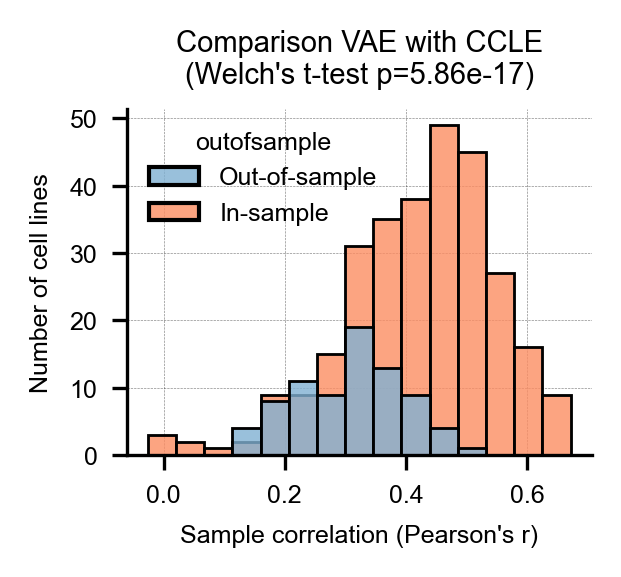 Comparison VAE with CCLE
(Welch's t-test p=5.86e-17)
50
40
30
20
10
0
Number of cell lines
outofsample
Out-of-sample
In-sample
0.0
0.2
0.4
0.6
Sample correlation (Pearson's r)